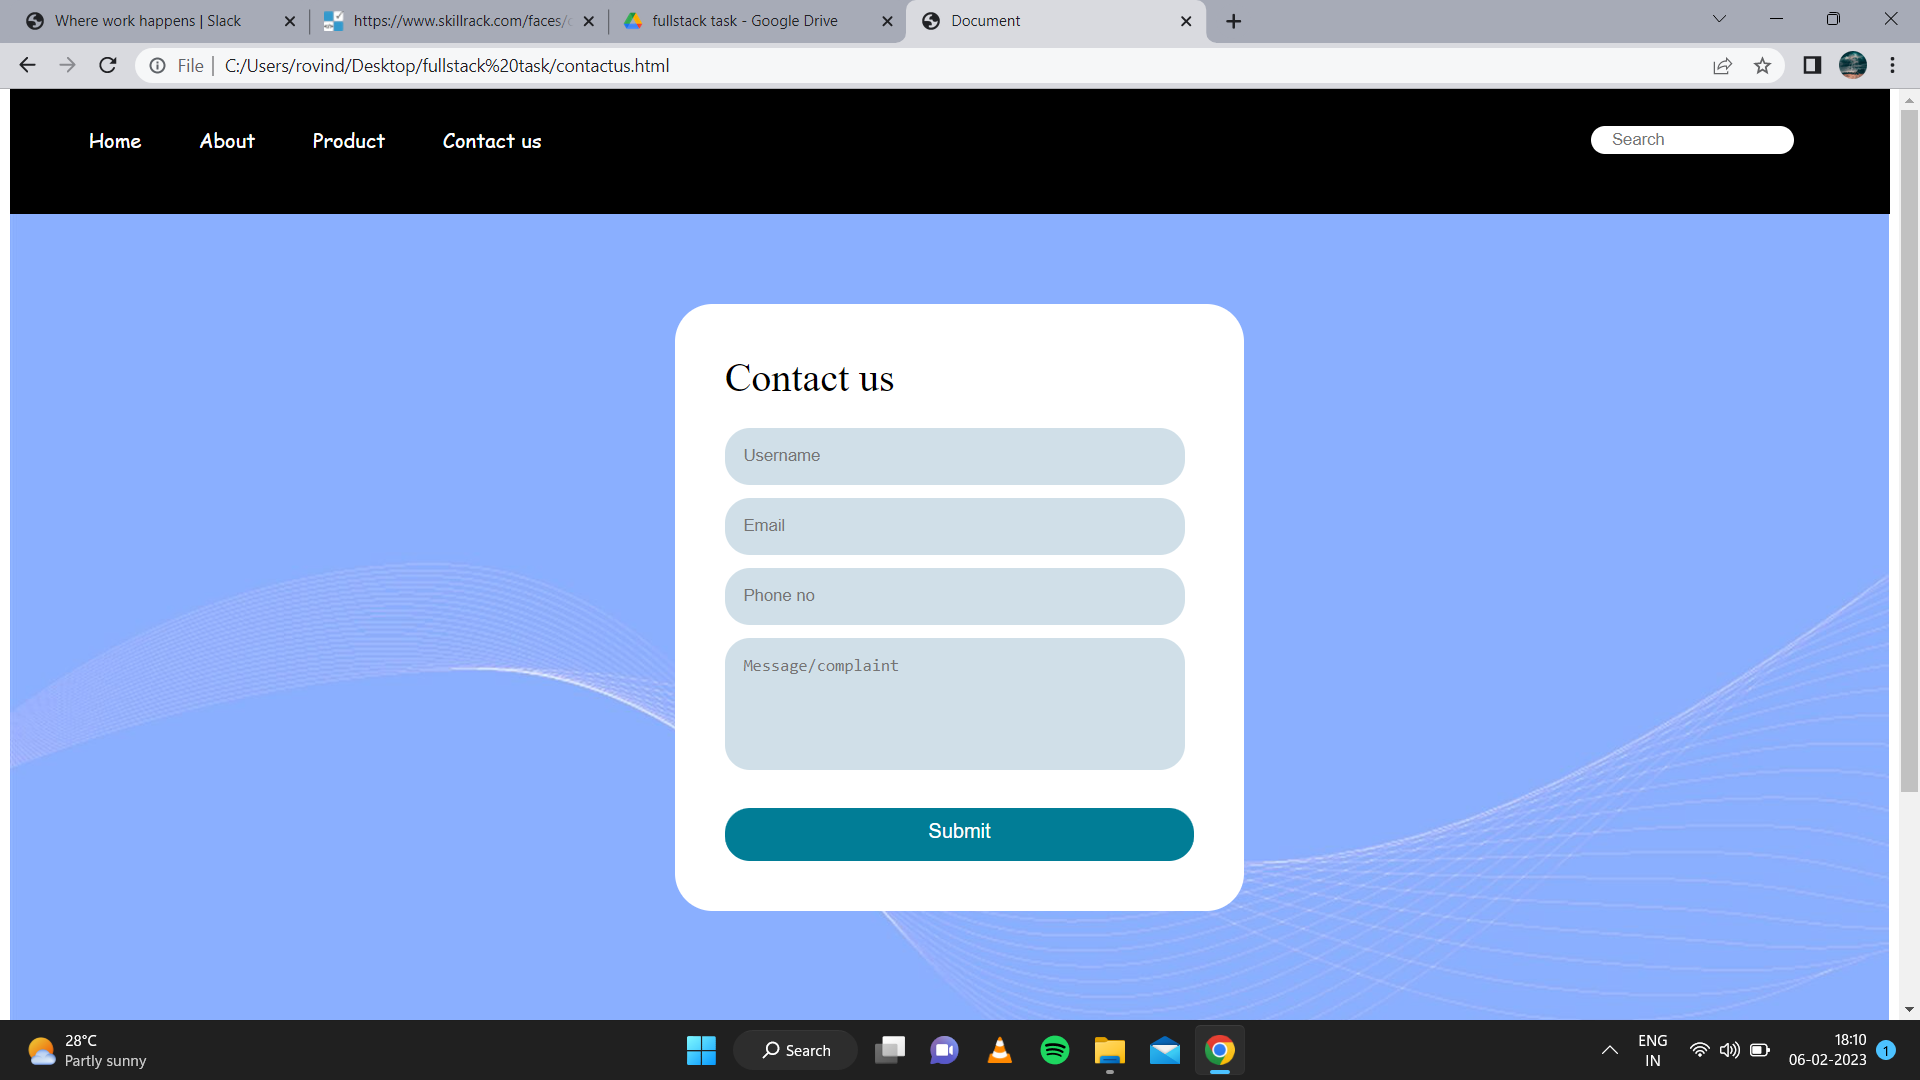 Where work happens | Slack
https://www.skillrack.com/faces/c
fullstack task - Google Drive
Document
File | C:/Users/rovind/Desktop/fullstack%20task/contactus.html
Home About Product Contact us
Search
Contact us
Username
Email
Phone no
Message/complaint
Submit
28°C
Partly sunny
Search
ENG
IN
18:10
06-02-2023
1